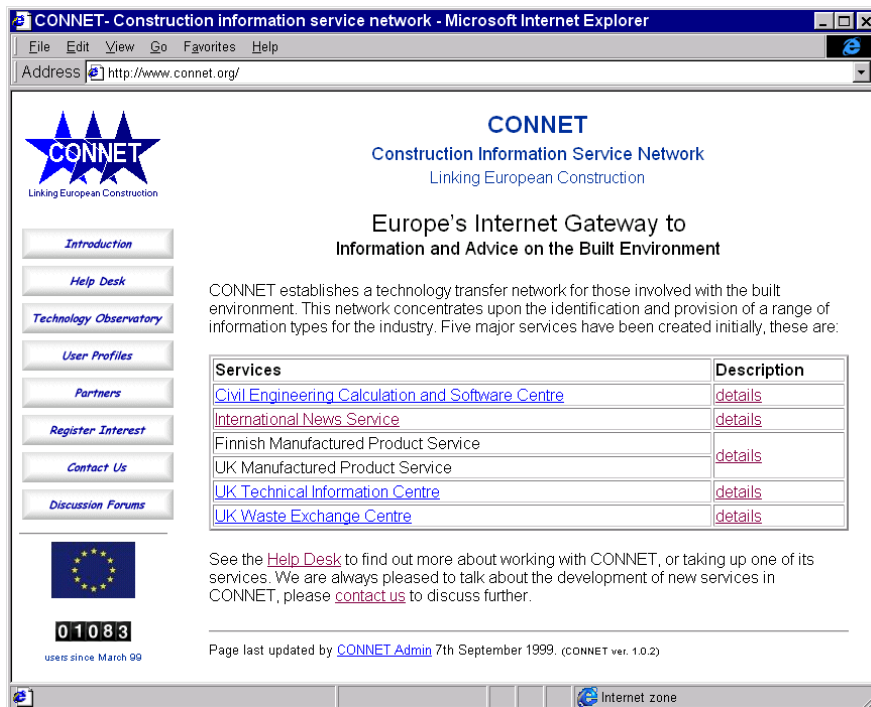 CONNET- Construction information service network - Microsoft Internet Explorer
File Edit View Go Favorites Help
Address http://www.connet.org/
CONNET
Linking European Construction
Introduction
Help Desk
Technology Observatory
User Profiles
Partners
Register Interest
Contact Us
Discussion Forums
01083
users since March 99
CONNET
Construction Information Service Network
Linking European Construction
Europe's Internet Gateway to
Information and Advice on the Built Environment
CONNET establishes a technology transfer network for those involved with the built
environment. This network concentrates upon the identification and provision of a range of
information types for the industry. Five major services have been created initially, these are:
Services Description
Civil Engineering Calculation and Software Centre details
International News Service details
Finnish Manufactured Product Service
details
UK Manufactured Product Service
UK Technical Information Centre details
UK Waste Exchange Centre details
See the Help Desk to find out more about working with CONNET, or taking up one of its
services. We are always pleased to talk about the development of new services in
CONNET, please contact us to discuss further.
Page last updated by CONNET Admin 7th September 1999. (CONNET ver. 1.0.2)
Internet zone